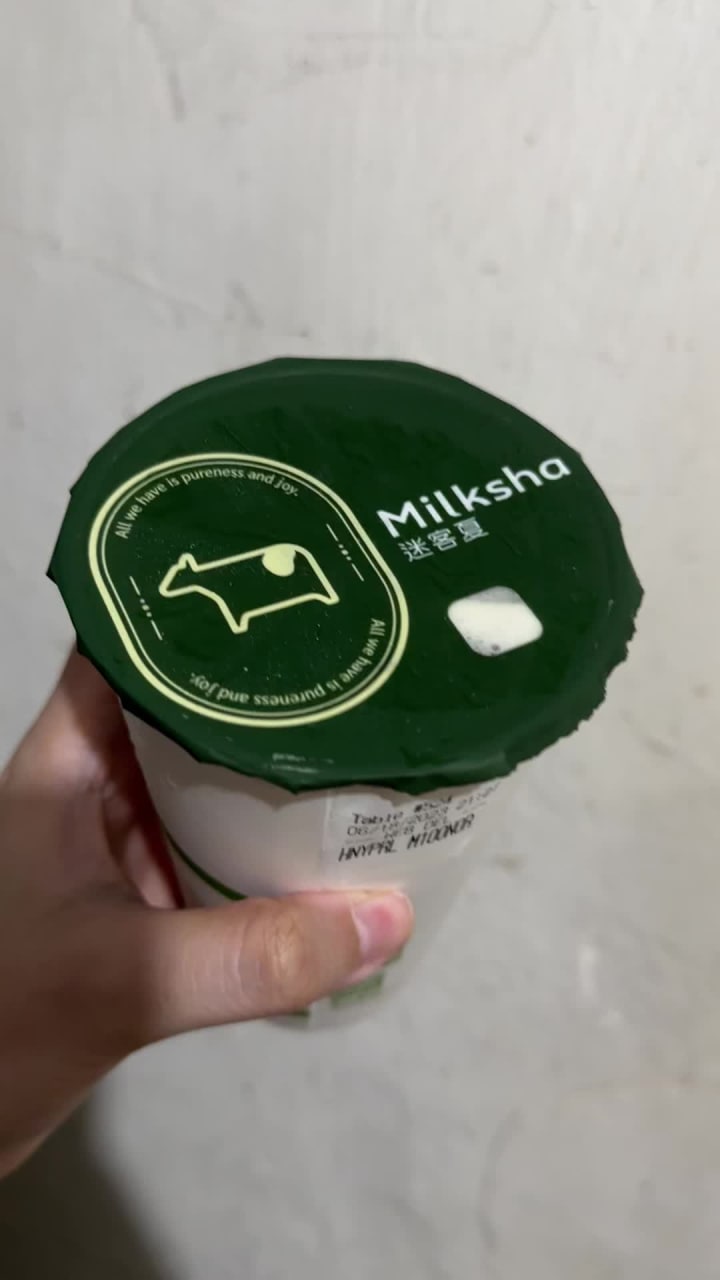 All we have is pureness and joy.
Milksha
迷客夏
All we have is pureness and joy.
Table
HNYPRL